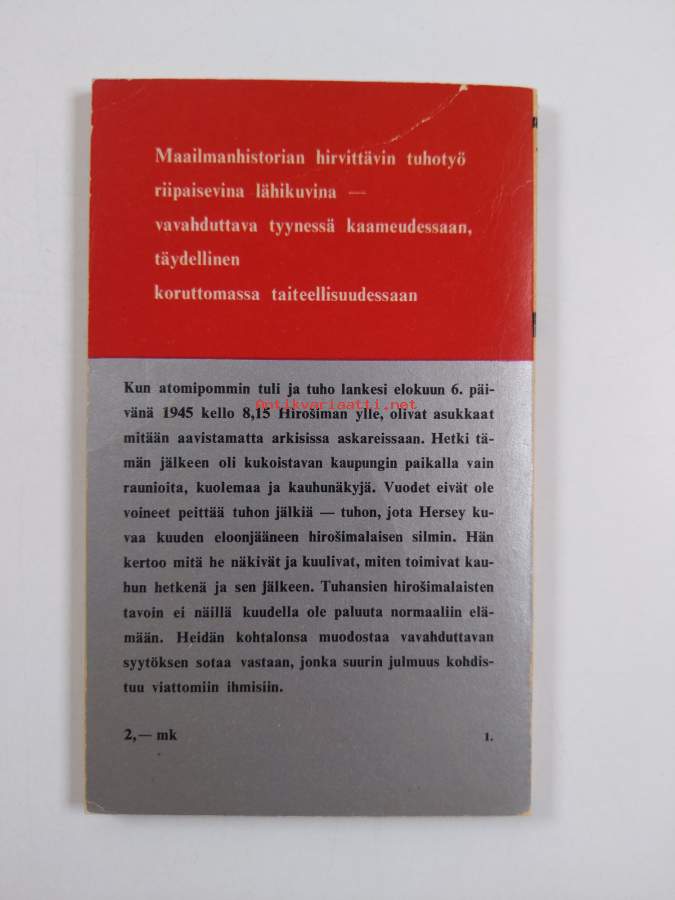 Maailmanhistorian hirvittävin tuhotyö
riipaisevina lähikuvina —
vavahduttava tyynessä kaameudessaan,
täydellinen
koruttomassa taiteellisuudessaan
Kun atomipommin tuli ja tuho lankesi elokuun 6. päi-
Antikvariaatti.net
vänä 1945 kello 8,15 Hirošiman ylle, olivat asukkaat
mitään aavistamatta arkisissa askareissaan. Hetki tä-
män jälkeen oli kukoistavan kaupungin paikalla vain
raunioita, kuolemaa ja kauhunäkyjä. Vuodet eivät ole
voineet peittää tuhon jälkiä — tuhon, jota Hersey ku-
vaa kuuden eloonjääneen hirošimalaisen silmin. Hän
kertoo mitä he näkivät ja kuulivat, miten toimivat kau-
hun hetkenä ja sen jälkeen. Tuhansien hirošimalaisten
tavoin ei näillä kuudella ole paluuta normaaliin elä-
mään. Heidän kohtalonsa muodostaa vavahduttavan
syytöksen sotaa vastaan, jonka suurin julmuus kohdis-
tuu viattomiin ihmisiin.
2,— mk 1.